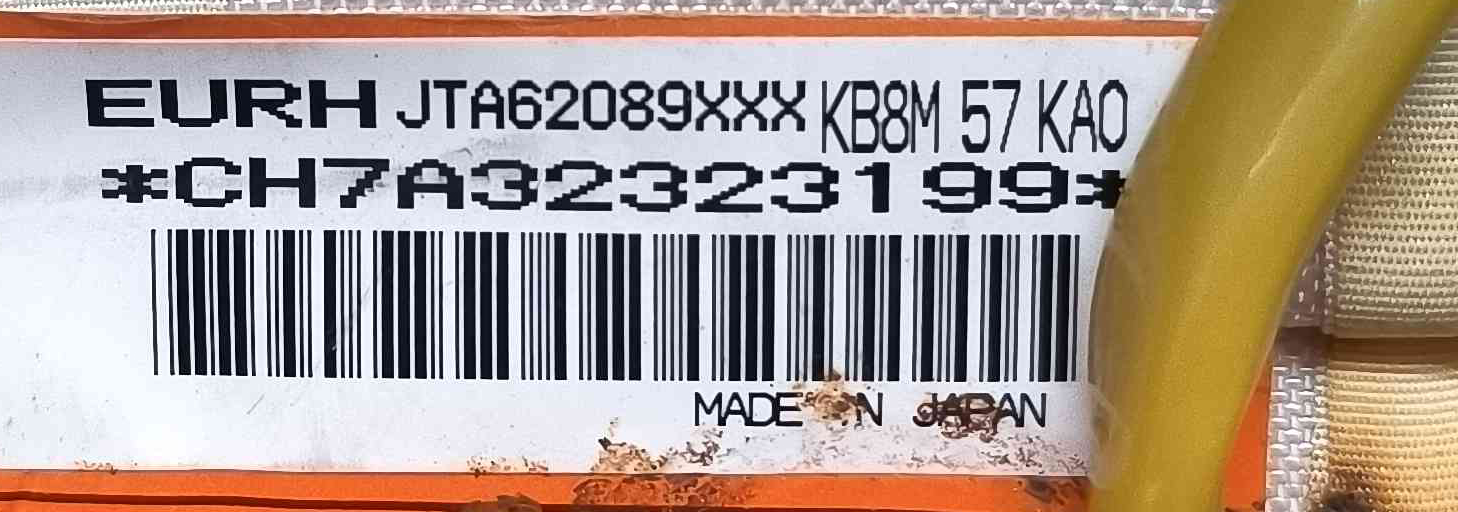 EURH JTA62089XXX KB8M 57 KA0
*CH7A32323199*
MADE IN JAPAN